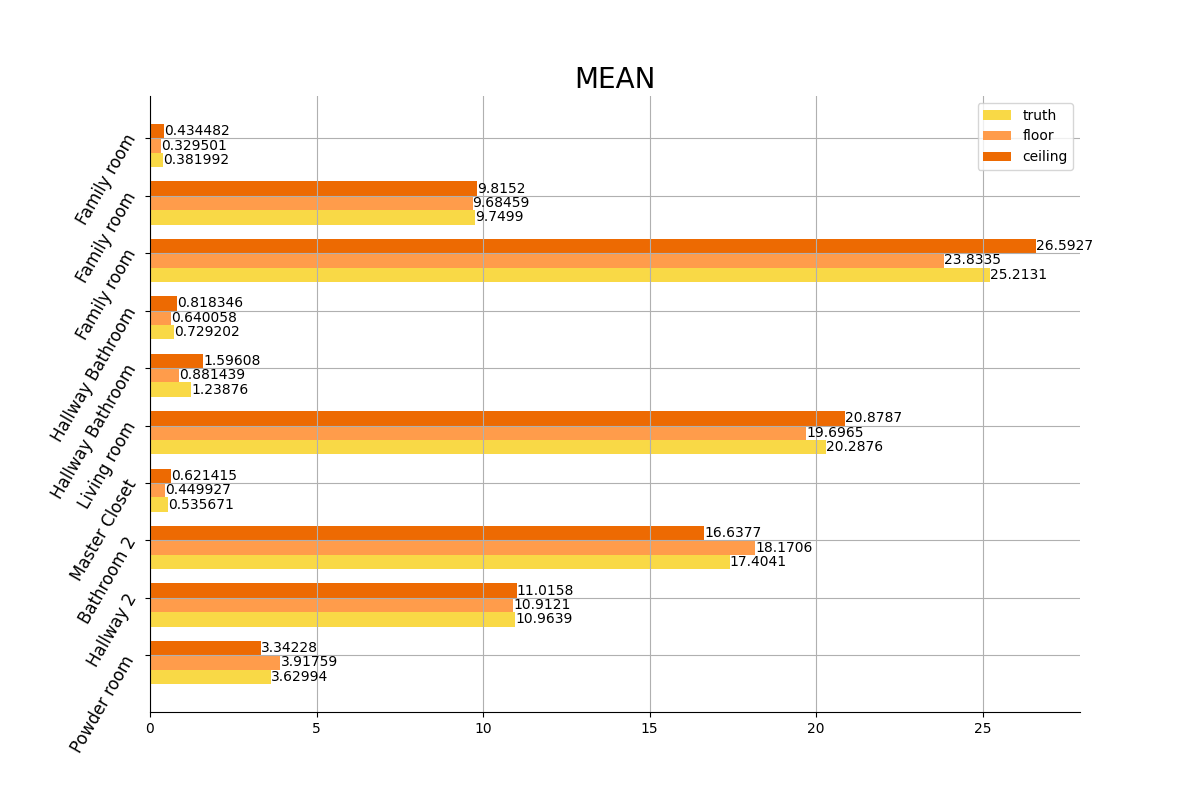 MEAN
truth
floor
ceiling
Family room
0.434482
0.329501
0.381992
Family room
9.8152
9.68459
9.7499
Family room
26.5927
23.8335
25.2131
Hallway Bathroom
0.818346
0.640058
0.729202
Hallway Bathroom
1.59608
0.881439
1.23876
Living room
20.8787
19.6965
20.2876
Master Closet
0.621415
0.449927
0.535671
Bathroom 2
16.6377
18.1706
17.4041
Hallway 2
11.0158
10.9121
10.9639
Powder room
3.34228
3.91759
3.62994
0 5 10 15 20 25